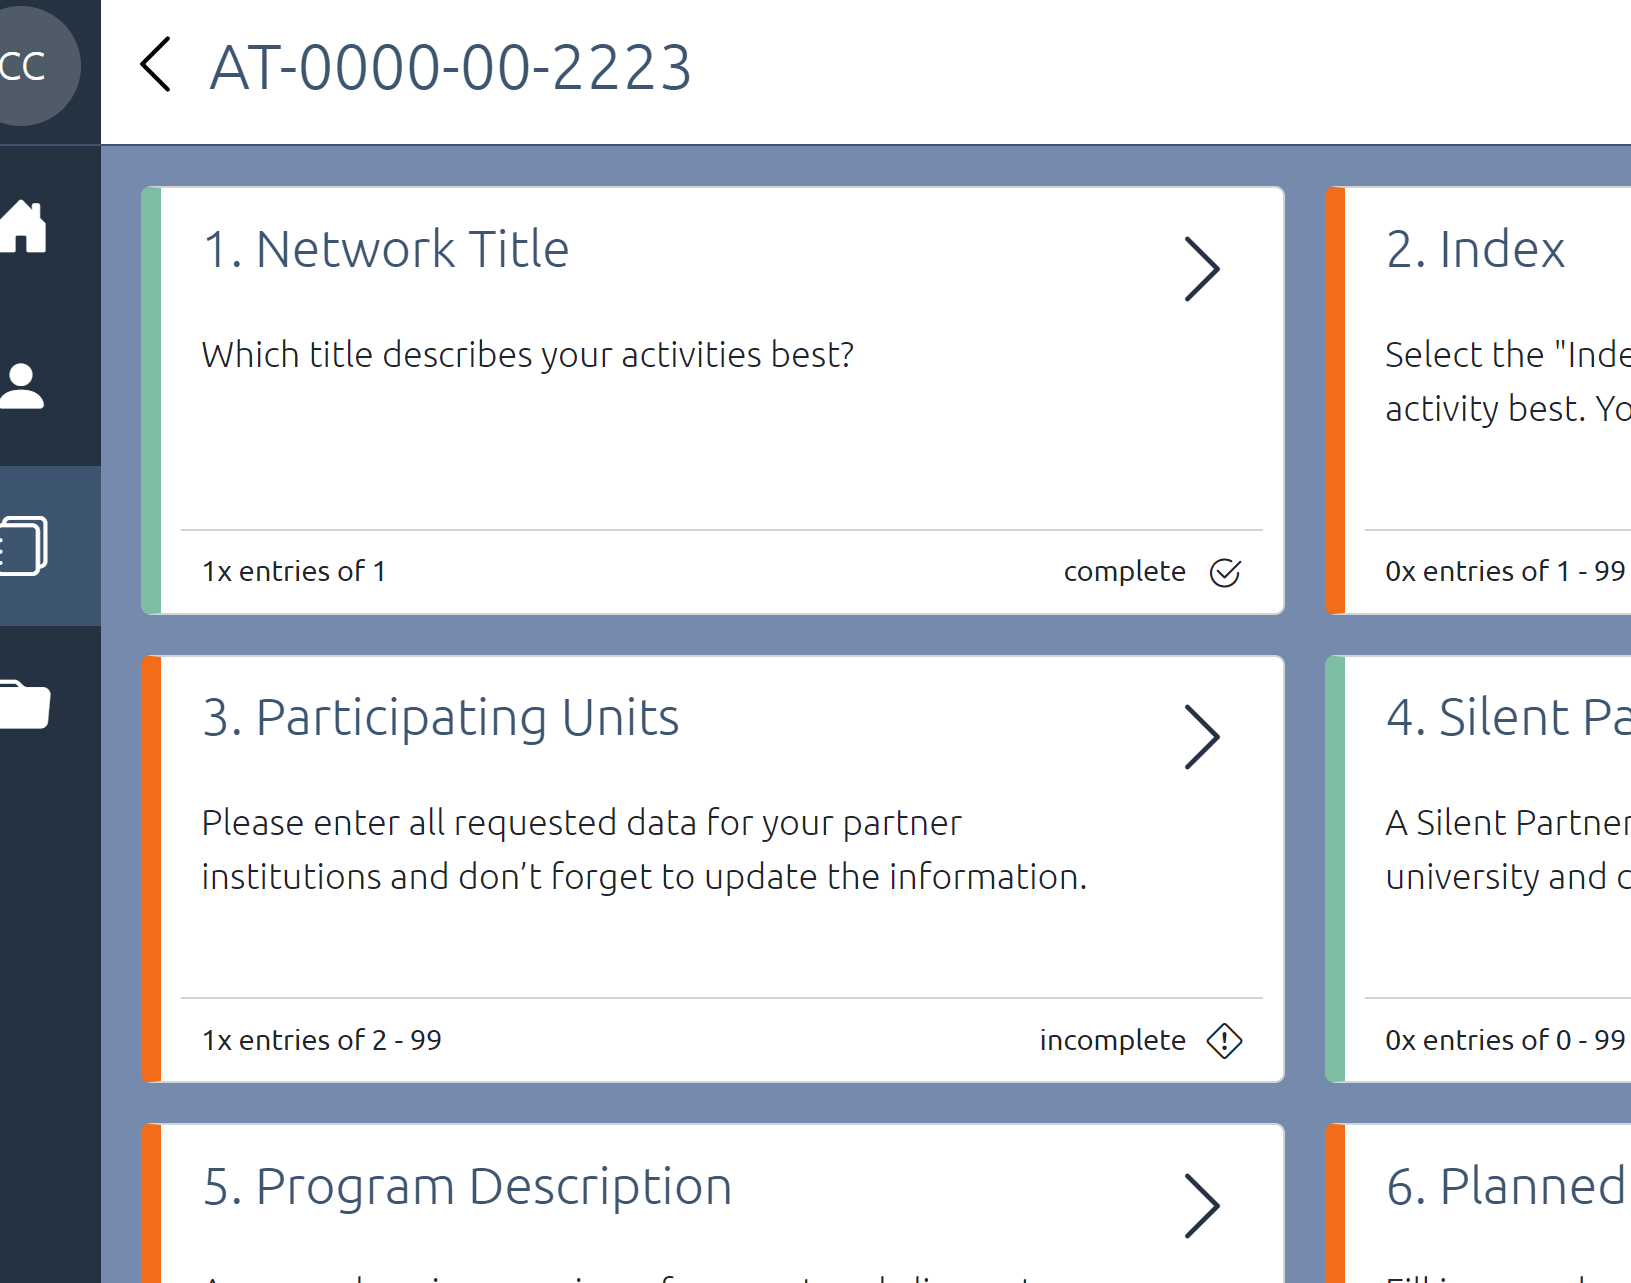 CC
AT-0000-00-2223
1. Network Title
Which title describes your activities best?
1x entries of 1
complete
2. Index
Select the "Inde
activity best. Yo
0x entries of 1 - 99
3. Participating Units
Please enter all requested data for your partner
institutions and don’t forget to update the information.
1x entries of 2 - 99
incomplete
4. Silent Pa
A Silent Partner
university and
0x entries of 0 - 99
5. Program Description
6. Planned